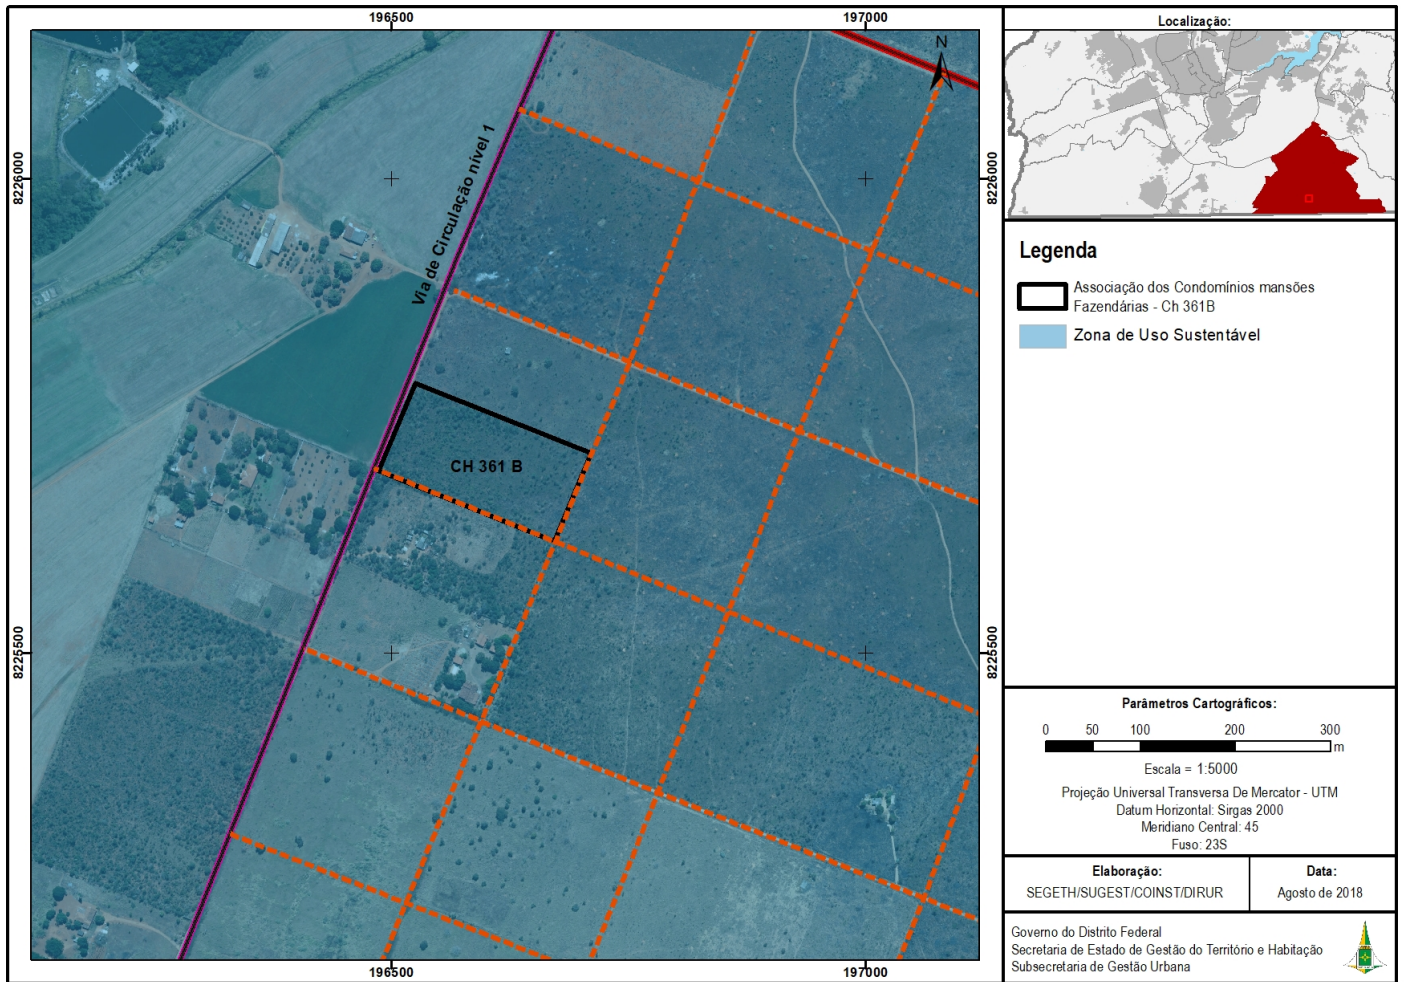 196500
197000
8226000
8226000
8225500
8225500
196500
197000
N
Via de Circulação nível 1
CH 361 B
Localização:
Legenda
Associação dos Condomínios mansões
Fazendárias - Ch 361B
Zona de Uso Sustentável
Parâmetros Cartográficos:
0 50 100 200 300
m
Escala = 1:5000
Projeção Universal Transversa De Mercator - UTM
Datum Horizontal: Sirgas 2000
Meridiano Central: 45
Fuso: 23S
Elaboração:
SEGETH/SUGEST/COINST/DIRUR
Data:
Agosto de 2018
Governo do Distrito Federal
Secretaria de Estado de Gestão do Território e Habitação
Subsecretaria de Gestão Urbana